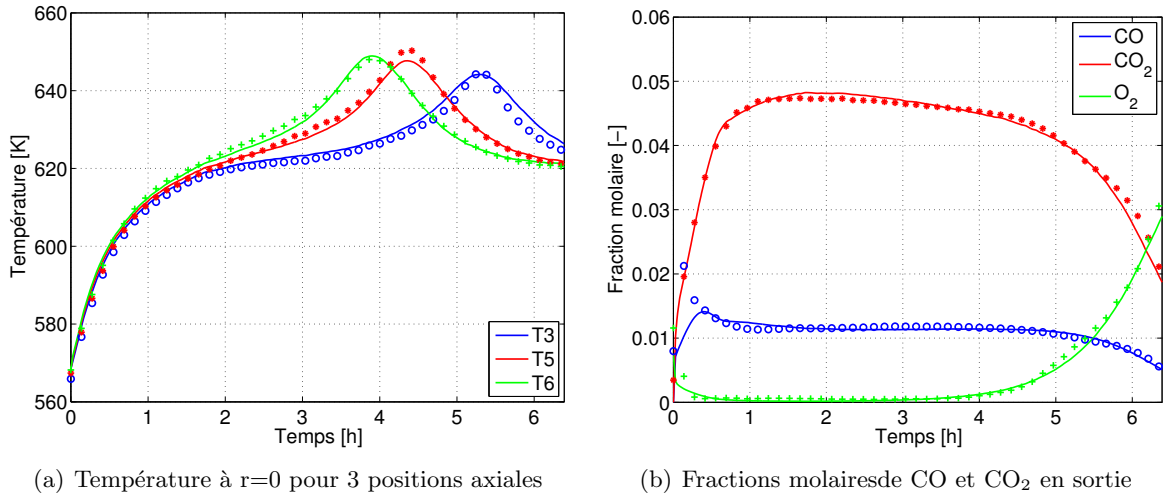 660
640
620
600
580
560
Température [K]
0
1
2
3
4
5
6
Temps [h]
T3
T5
T6
(a) Température à r=0 pour 3 positions axiales
0.06
0.05
0.04
0.03
0.02
0.01
0
Fraction molaire [−]
0
1
2
3
4
5
6
Temps [h]
CO
CO2
O2
(b) Fractions molairesde CO et CO2 en sortie